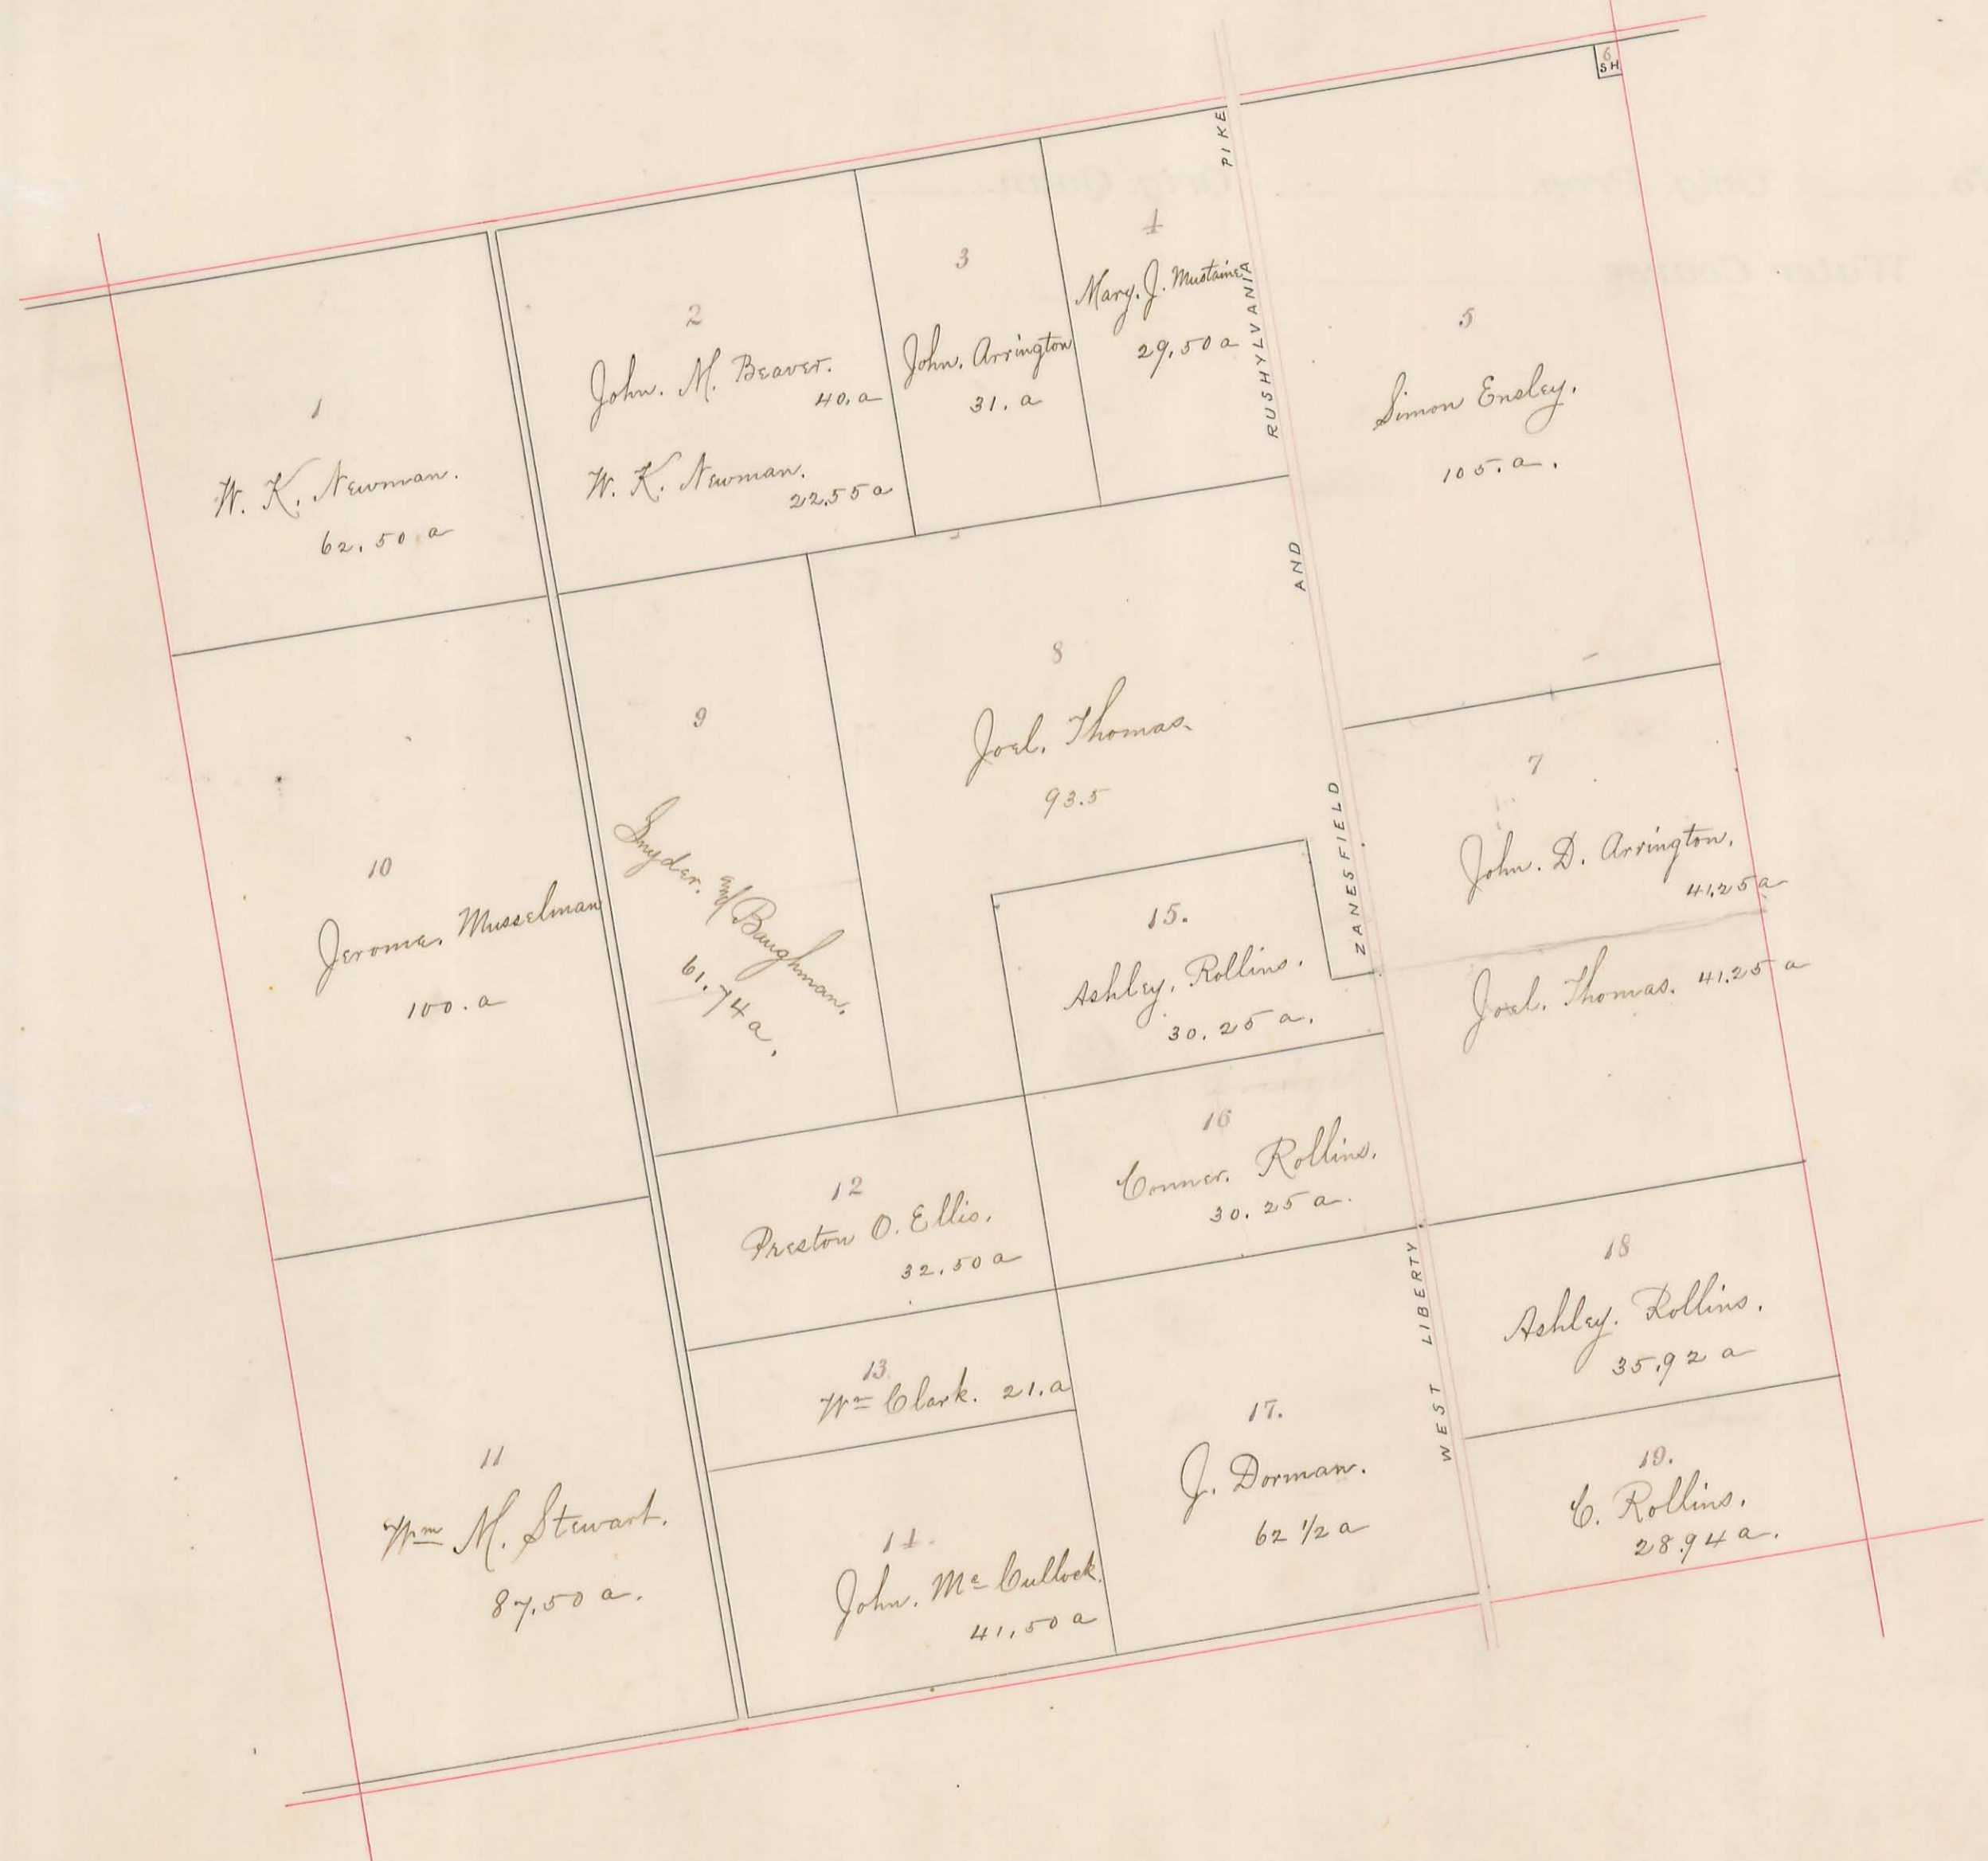 6
SH
PIKE
RUSHYLVANIA
AND
ZANESFIELD
WEST LIBERTY
1
W. K. Newman.
62.50 a
2
John. M. Beaver.
40. a
W. K. Newman.
22.55 a
3
John. Arrington
31. a
4
Mary. J. Mustaine
29.50 a
5
Simon Ensley.
105. a.
7
John. D. Arrington.
41.25 a
Joel. Thomas. 41.25 a
8
Joel. Thomas.
93.5
9
Snyder. and Baughman.
61.74 a.
10
Jerome. Musselman
100. a
15.
Ashley. Rollins.
30.25 a.
16
Conner. Rollins.
30.25 a.
12
Preston O. Ellis.
32.50 a
13.
Wm Clark. 21. a
11
Wm M. Stewart.
87.50 a.
14.
John. Mc Cullock.
41.50 a
17.
J. Dorman.
62 1/2 a
18
Ashley. Rollins.
35.92 a
19.
C. Rollins.
28.94 a.